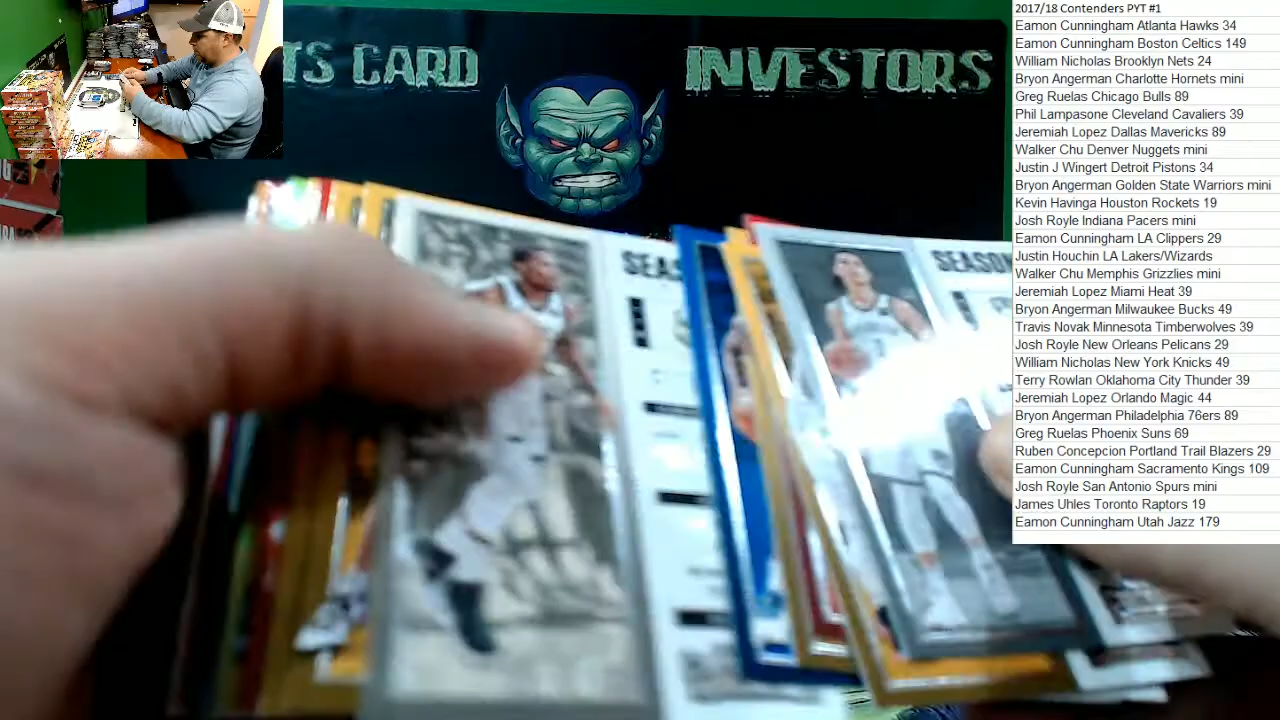 2017/18 Contenders PYT #1
Eamon Cunningham Atlanta Hawks 34
Eamon Cunningham Boston Celtics 149
William Nicholas Brooklyn Nets 24
Bryon Angerman Charlotte Hornets mini
Greg Ruelas Chicago Bulls 89
Phil Lampasone Cleveland Cavaliers 39
Jeremiah Lopez Dallas Mavericks 89
Walker Chu Denver Nuggets mini
Justin J Wingert Detroit Pistons 34
Bryon Angerman Golden State Warriors mini
Kevin Havinga Houston Rockets 19
Josh Royle Indiana Pacers mini
Eamon Cunningham LA Clippers 29
Justin Houchin LA Lakers/Wizards
Walker Chu Memphis Grizzlies mini
Jeremiah Lopez Miami Heat 39
Bryon Angerman Milwaukee Bucks 49
Travis Novak Minnesota Timberwolves 39
Josh Royle New Orleans Pelicans 29
William Nicholas New York Knicks 49
Terry Rowlan Oklahoma City Thunder 39
Jeremiah Lopez Orlando Magic 44
Bryon Angerman Philadelphia 76ers 89
Greg Ruelas Phoenix Suns 69
Ruben Concepcion Portland Trail Blazers 29
Eamon Cunningham Sacramento Kings 109
Josh Royle San Antonio Spurs mini
James Uhles Toronto Raptors 19
Eamon Cunningham Utah Jazz 179
TS CARD INVESTORS
SEAS
SEASON